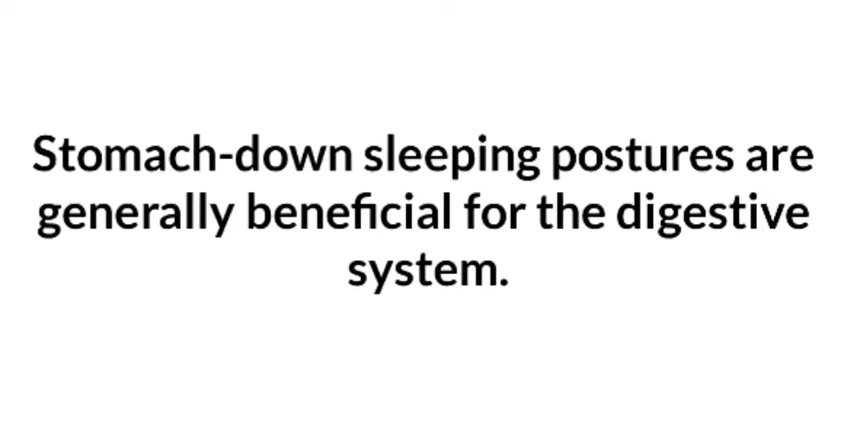 Stomach-down sleeping postures are
generally beneficial for the digestive
system.